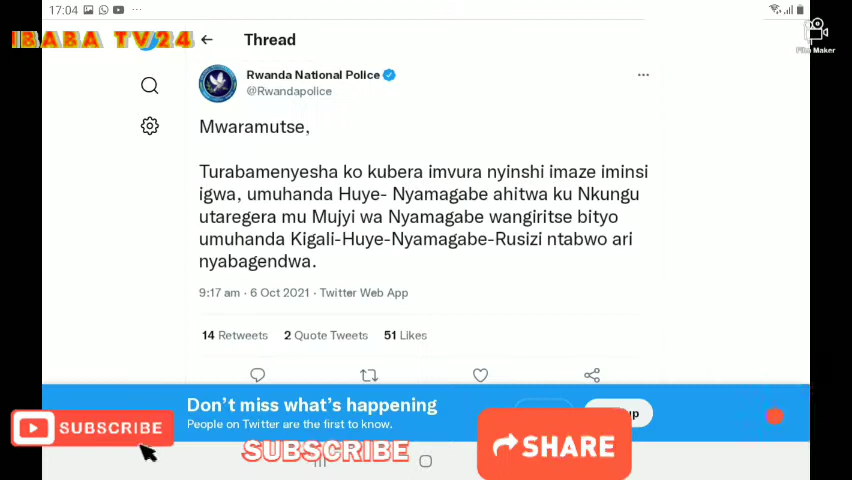 17:04
IBABA TV24
Thread
Film Maker
Rwanda National Police
@Rwandapolice
Mwaramutse,
Turabamenyesha ko kubera imvura nyinshi imaze iminsi
igwa, umuhanda Huye- Nyamagabe ahitwa ku Nkungu
utaregera mu Mujyi wa Nyamagabe wangiritse bityo
umuhanda Kigali-Huye-Nyamagabe-Rusizi ntabwo ari
nyabagendwa.
9:17 am · 6 Oct 2021 · Twitter Web App
14 Retweets 2 Quote Tweets 51 Likes
Don't miss what's happening
People on Twitter are the first to know.
SUBSCRIBE
SUBSCRIBE
SHARE